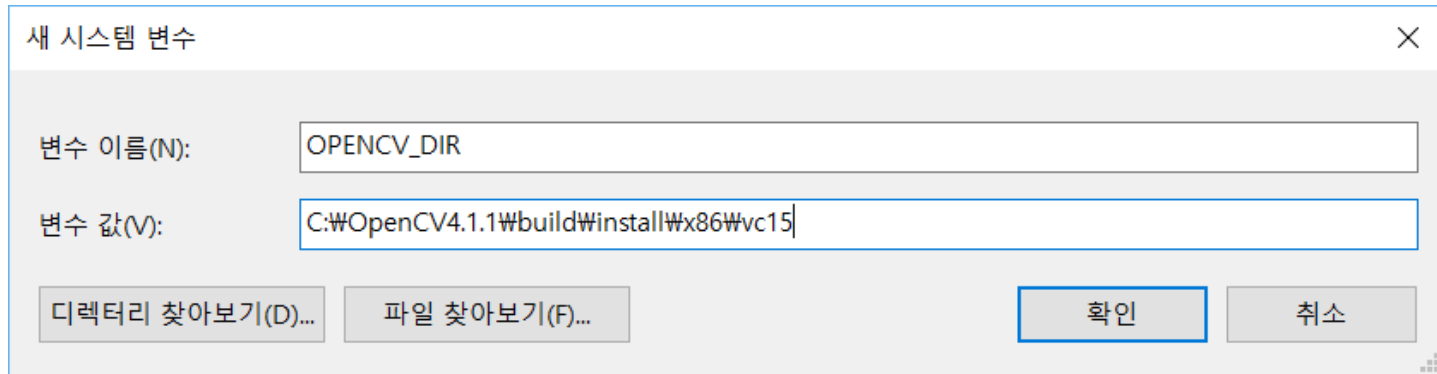 새 시스템 변수
변수 이름(N): OPENCV_DIR
변수 값(V): C:₩OpenCV4.1.1₩build₩install₩x86₩vc15
디렉터리 찾아보기(D)... 파일 찾아보기(F)... 확인 취소